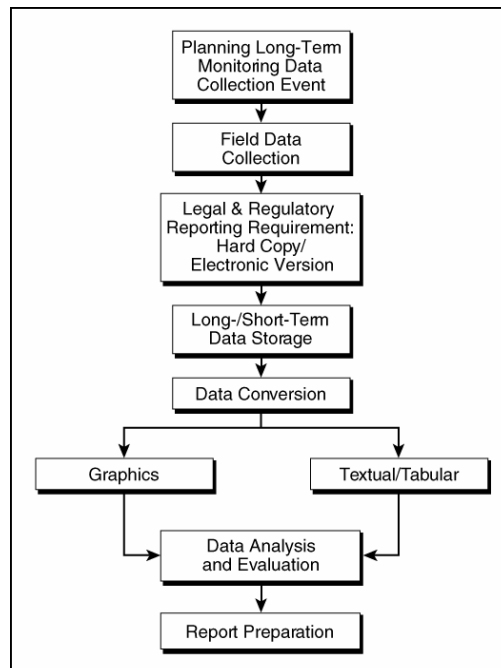 Planning Long-Term
Monitoring Data
Collection Event
Field Data
Collection
Legal & Regulatory
Reporting Requirement:
Hard Copy/
Electronic Version
Long-/Short-Term
Data Storage
Data Conversion
Graphics
Textual/Tabular
Data Analysis
and Evaluation
Report Preparation